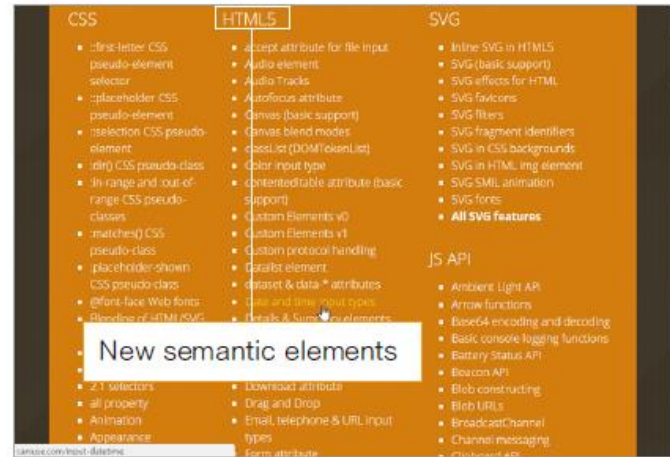 CSS
::first-letter CSS
pseudo-element
selector
::placeholder CSS
pseudo-element
::selection CSS pseudo-
element
:dir() CSS pseudo-class
:in-range and :out-of-
range CSS pseudo-
classes
:matches() CSS
pseudo-class
:placeholder-shown
CSS pseudo-class
@font-face Web fonts
Blending of HTML/SVG
2.1 selectors
all property
Animation
Appearance
HTML5
accept attribute for file input
Audio element
Audio Tracks
Autofocus attribute
Canvas (basic support)
Canvas blend modes
classList (DOMTokenList)
Color input type
contenteditable attribute (basic
support)
Custom Elements v0
Custom Elements v1
Custom protocol handling
Datalist element
dataset & data-* attributes
Date and time input types
Details & Summary elements
Download attribute
Drag and Drop
Email, telephone & URL input
types
Form attribute
SVG
Inline SVG in HTML5
SVG (basic support)
SVG effects for HTML
SVG favicons
SVG filters
SVG fragment identifiers
SVG in CSS backgrounds
SVG in HTML img element
SVG SMIL animation
SVG fonts
All SVG features
JS API
Ambient Light API
Arrow functions
Base64 encoding and decoding
Basic console logging functions
Battery Status API
Beacon API
Blob constructing
Blob URLs
BroadcastChannel
Channel messaging
Clipboard API
New semantic elements
caniuse.com/input-datetime